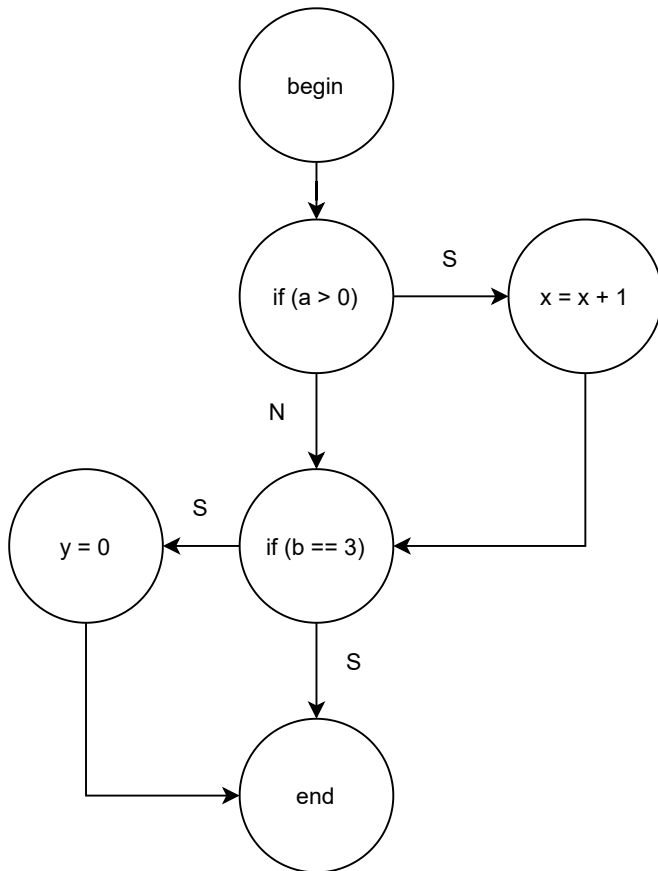 begin
S
if (a > 0)
x = x + 1
N
S
y = 0
if (b == 3)
S
end